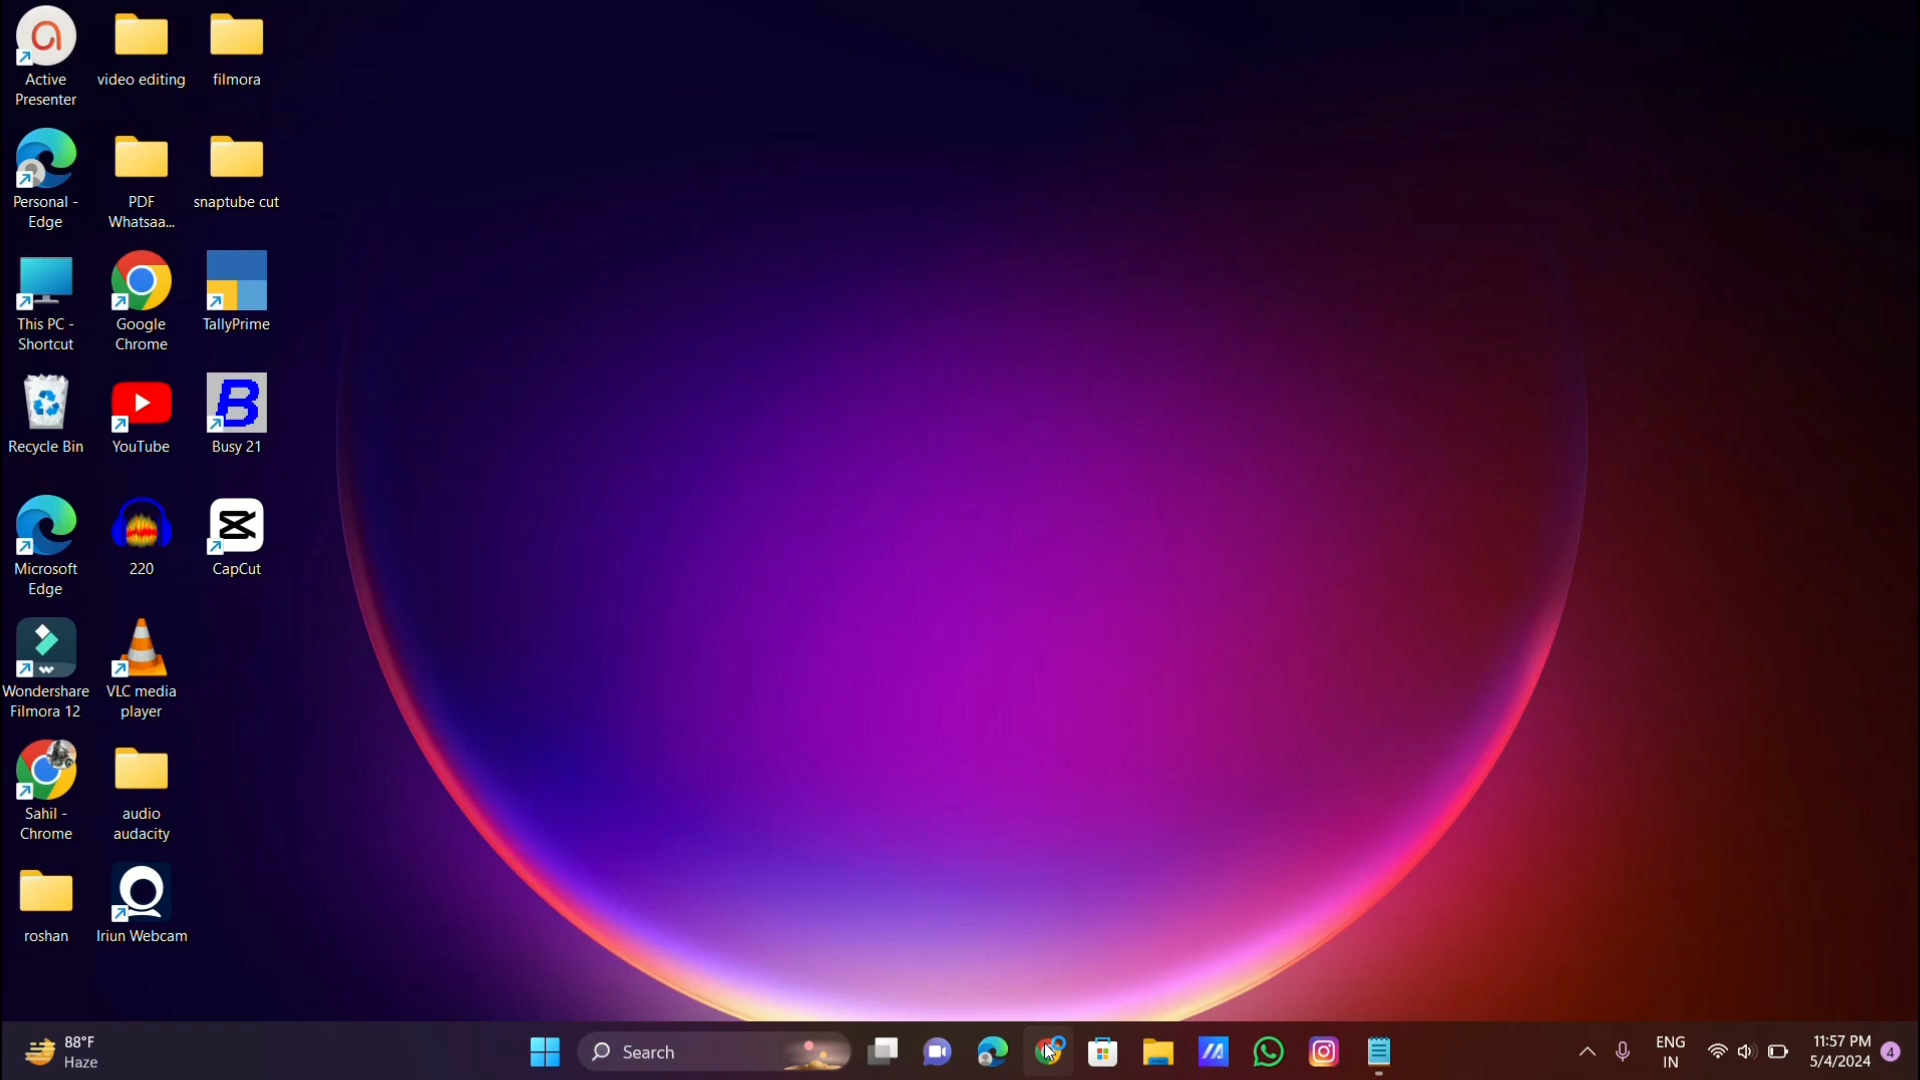 Active
Presenter
video editing
filmora
Personal -
Edge
PDF
Whatsaa...
snaptube cut
This PC -
Shortcut
Google
Chrome
TallyPrime
Recycle Bin
YouTube
Busy 21
Microsoft
Edge
220
CapCut
Wondershare
Filmora 12
VLC media
player
Sahil -
Chrome
audio
audacity
roshan
Iriun Webcam
88°F
Haze
Search
ENG
IN
11:57 PM
5/4/2024
4